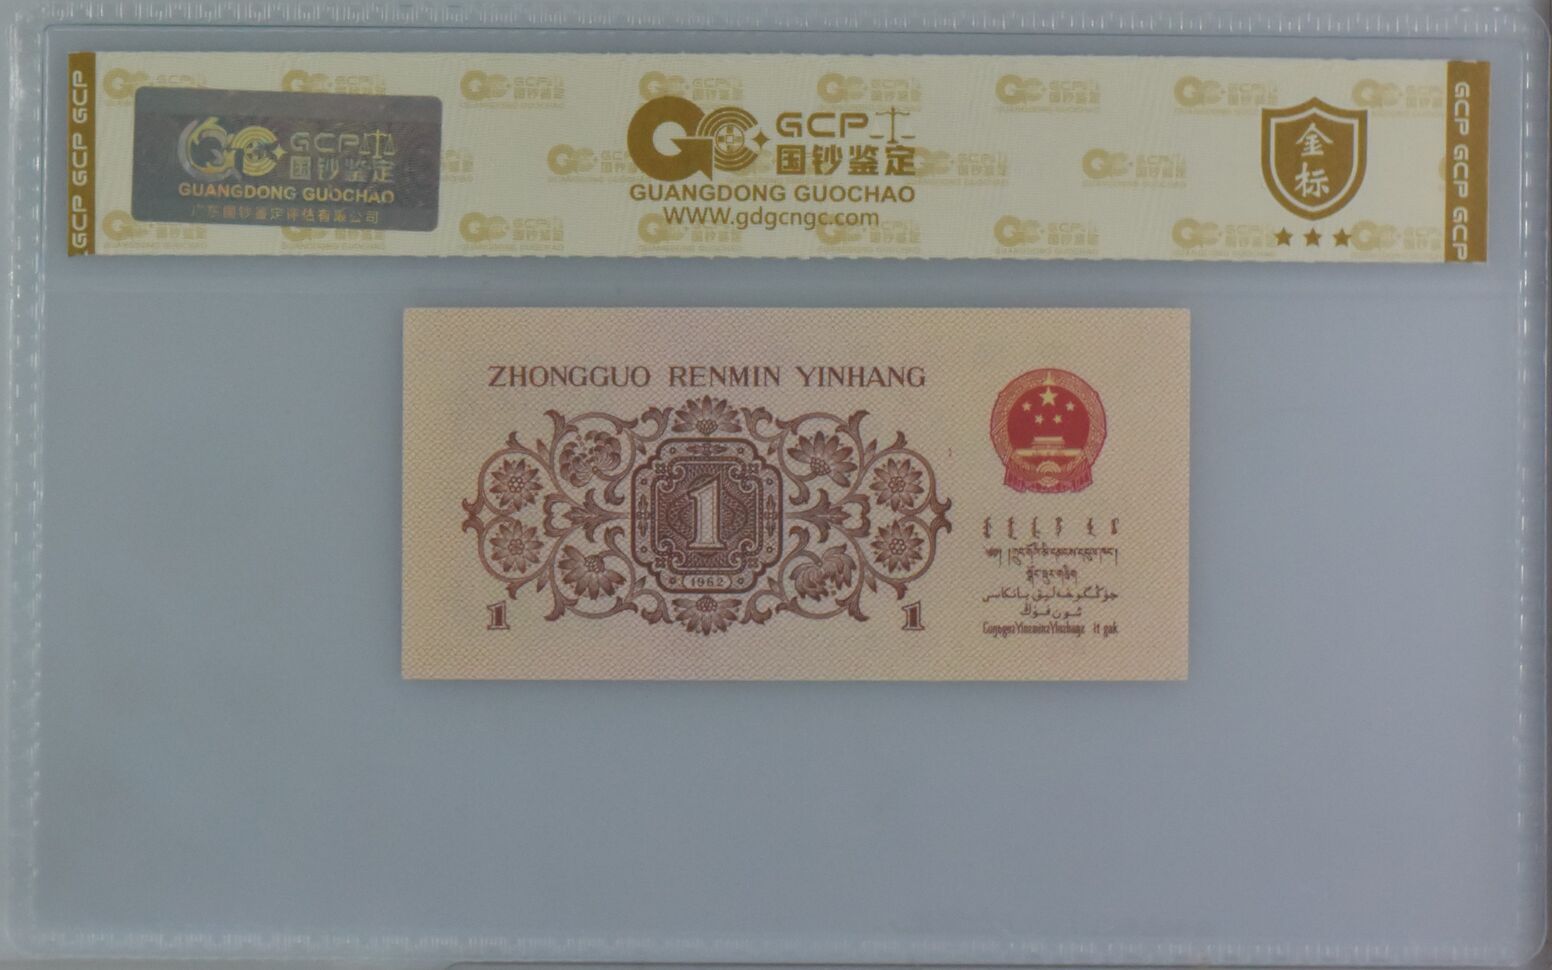 GCP GCP GCP
GCP
国钞鉴定
GUANGDONG GUOCHAO
广东国钞鉴定评估有限公司
GCP
国钞鉴定
GUANGDONG GUOCHAO
WWW.gdgcngc.com
金
标
GCP GCP GCP
ZHONGGUO RENMIN YINHANG
1
1962
1
1